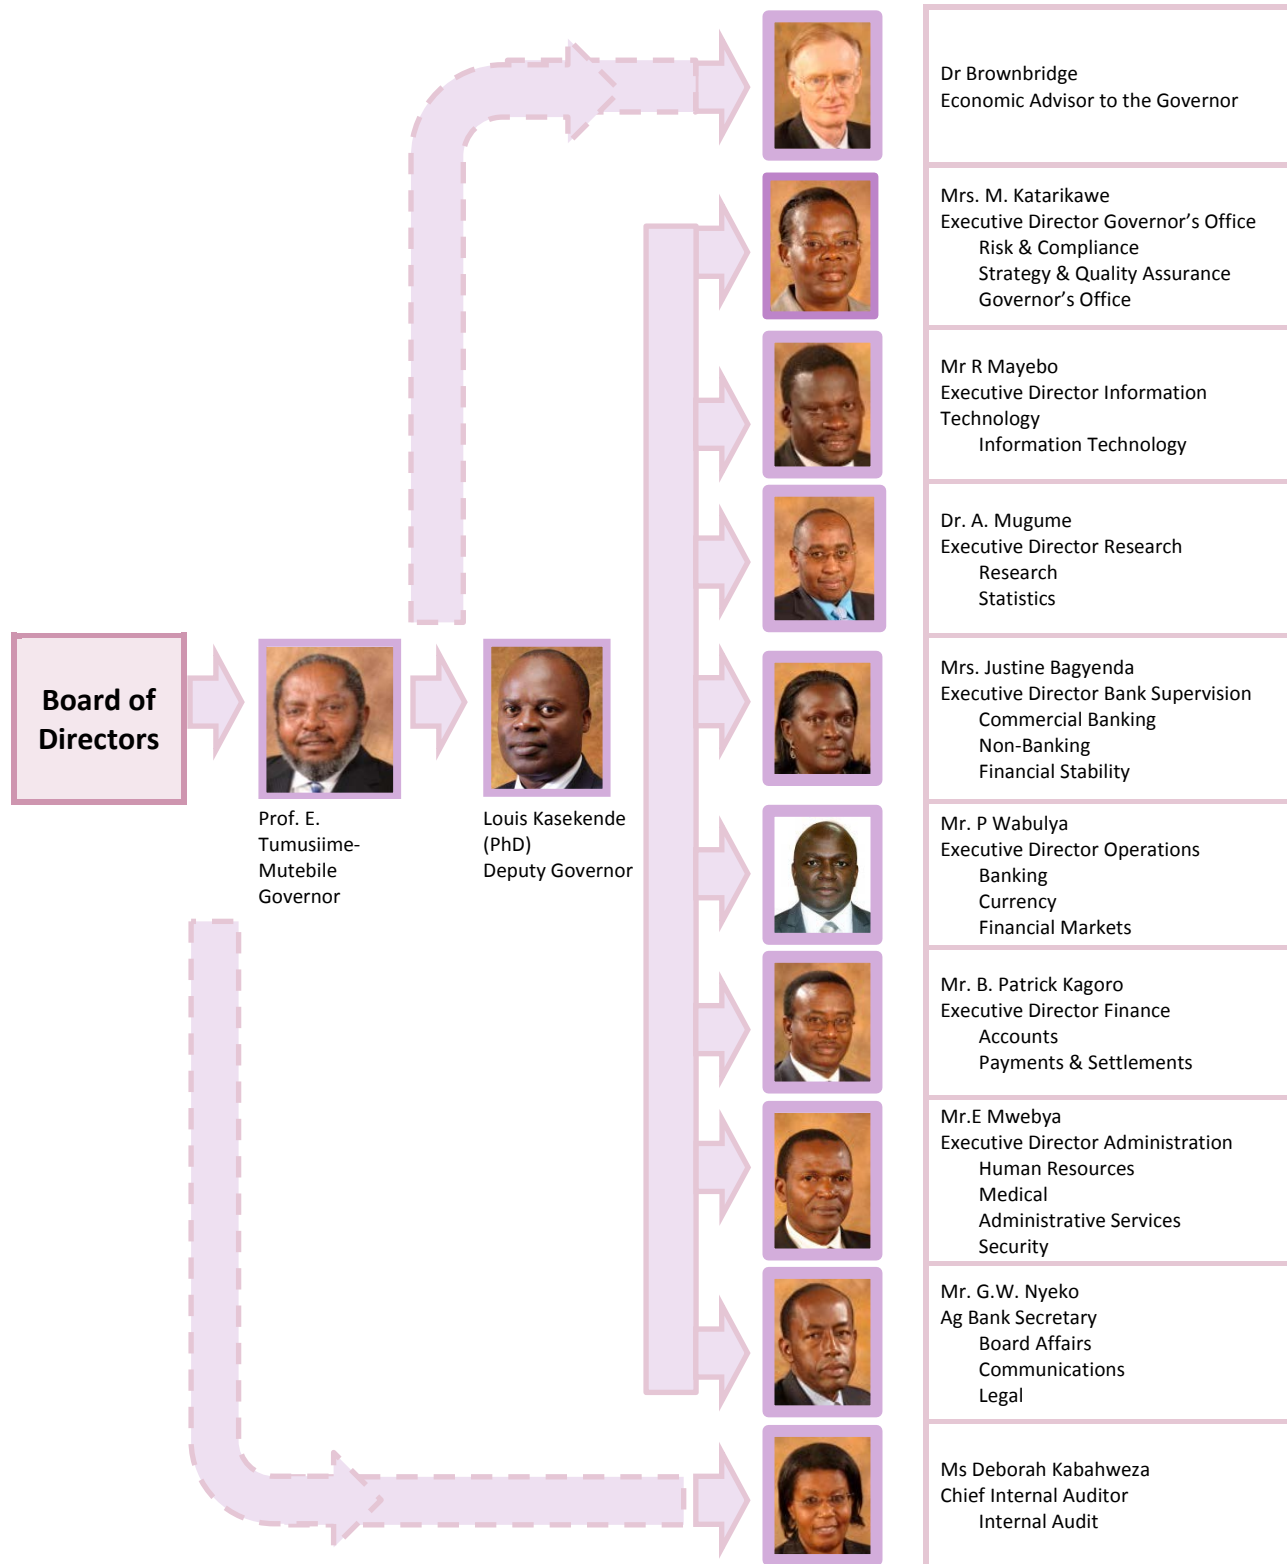 Board of
Directors
Prof. E.
Tumusiime-
Mutebile
Governor
Louis Kasekende
(PhD)
Deputy Governor
Dr Brownbridge
Economic Advisor to the Governor
Mrs. M. Katarikawe
Executive Director Governor’s Office
Risk & Compliance
Strategy & Quality Assurance
Governor’s Office
Mr R Mayebo
Executive Director Information
Technology
Information Technology
Dr. A. Mugume
Executive Director Research
Research
Statistics
Mrs. Justine Bagyenda
Executive Director Bank Supervision
Commercial Banking
Non-Banking
Financial Stability
Mr. P Wabulya
Executive Director Operations
Banking
Currency
Financial Markets
Mr. B. Patrick Kagoro
Executive Director Finance
Accounts
Payments & Settlements
Mr.E Mwebya
Executive Director Administration
Human Resources
Medical
Administrative Services
Security
Mr. G.W. Nyeko
Ag Bank Secretary
Board Affairs
Communications
Legal
Ms Deborah Kabahweza
Chief Internal Auditor
Internal Audit